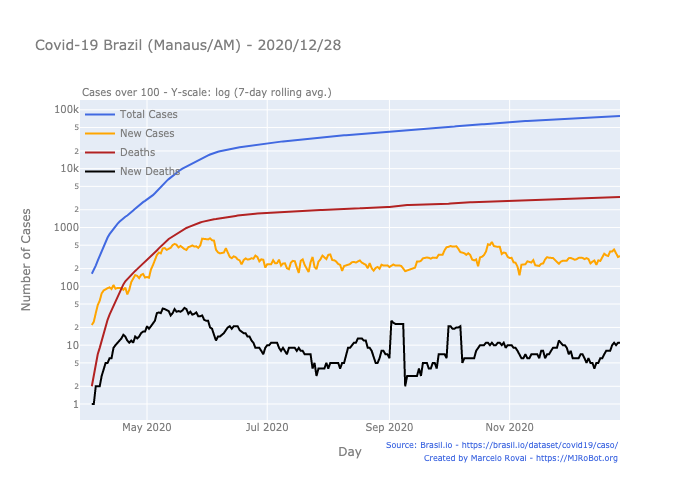 Covid-19 Brazil (Manaus/AM) - 2020/12/28
Cases over 100 - Y-scale: log (7-day rolling avg.)
Total Cases
New Cases
Deaths
New Deaths
Number of Cases
100k
5
2
10k
5
2
1000
5
2
100
5
2
10
5
2
1
May 2020
Jul 2020
Sep 2020
Nov 2020
Day
Source: Brasil.io - https://brasil.io/dataset/covid19/caso/
Created by Marcelo Rovai - https://MJRoBot.org